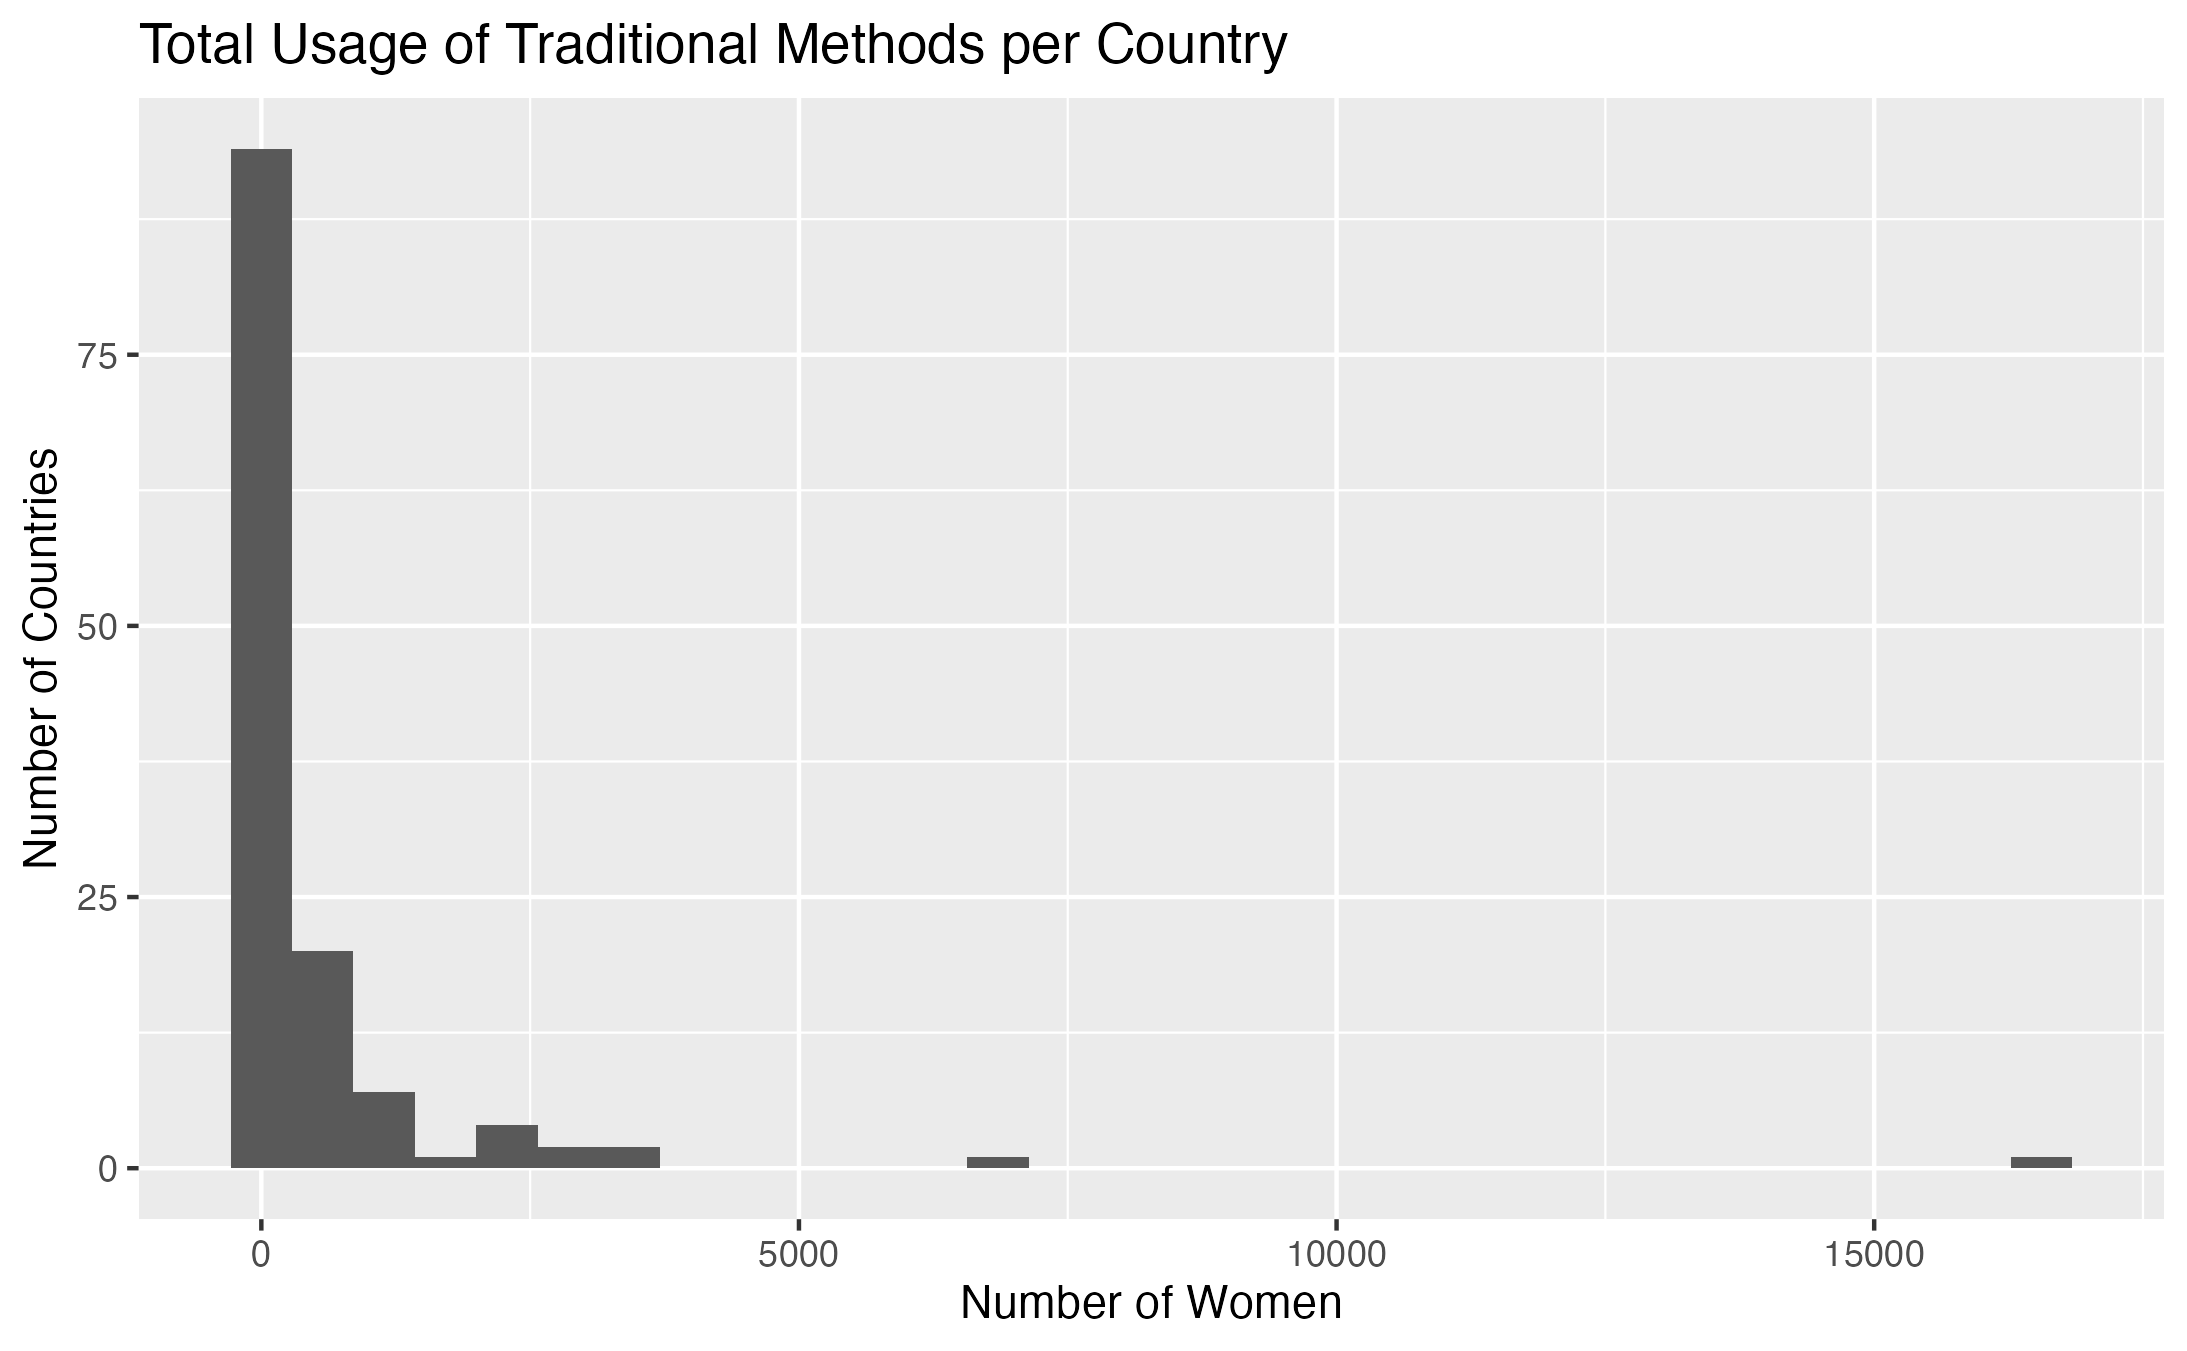 Total Usage of Traditional Methods per Country
Number of Countries
75
50
25
0
0 5000 10000 15000
Number of Women